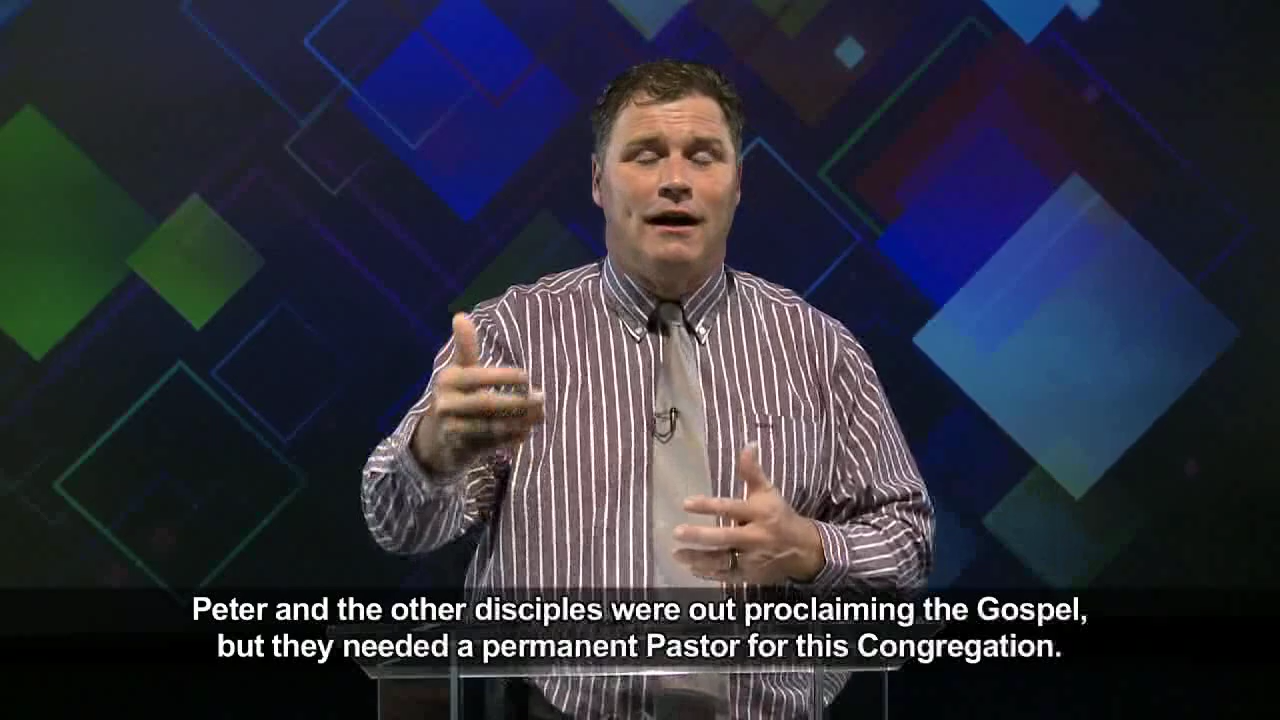 Peter and the other disciples were out proclaiming the Gospel,
but they needed a permanent Pastor for this Congregation.